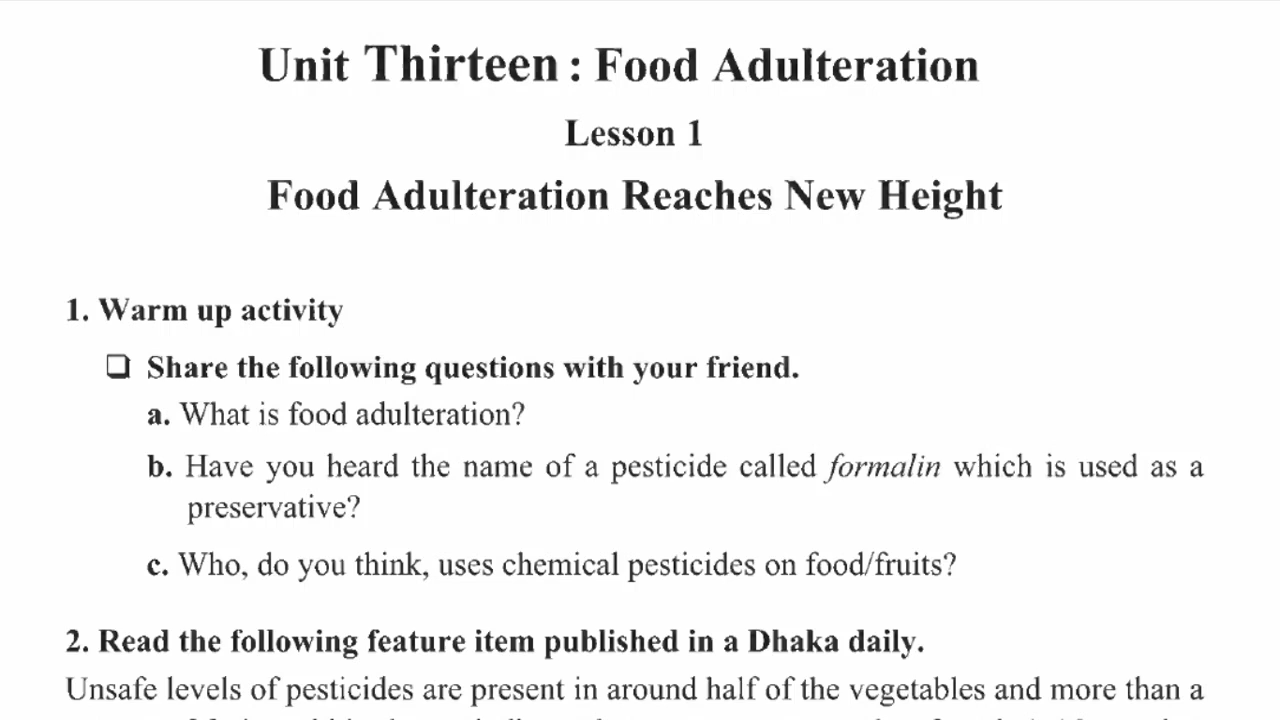 Unit Thirteen : Food Adulteration
Lesson 1
Food Adulteration Reaches New Height
1. Warm up activity
❑ Share the following questions with your friend.
a. What is food adulteration?
b. Have you heard the name of a pesticide called formalin which is used as a
preservative?
c. Who, do you think, uses chemical pesticides on food/fruits?
2. Read the following feature item published in a Dhaka daily.
Unsafe levels of pesticides are present in around half of the vegetables and more than a